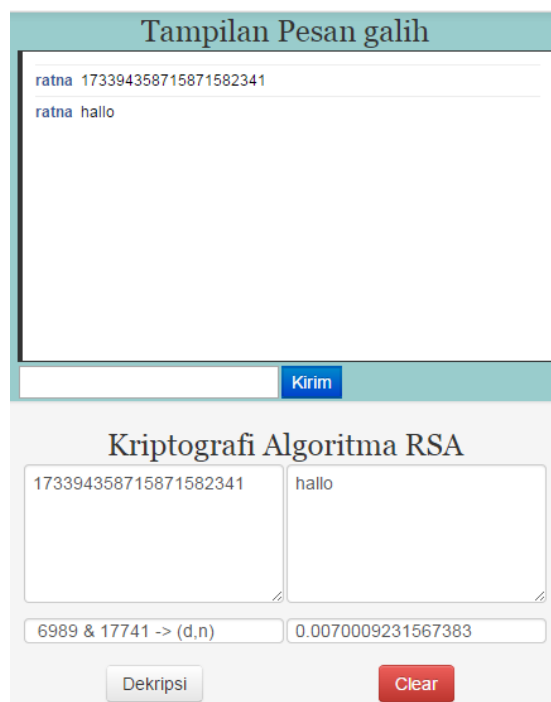 Tampilan Pesan galih
ratna 173394358715871582341
ratna hallo
Kirim
Kriptografi Algoritma RSA
173394358715871582341 hallo
6989 & 17741 -> (d,n) 0.0070009231567383
Dekripsi Clear